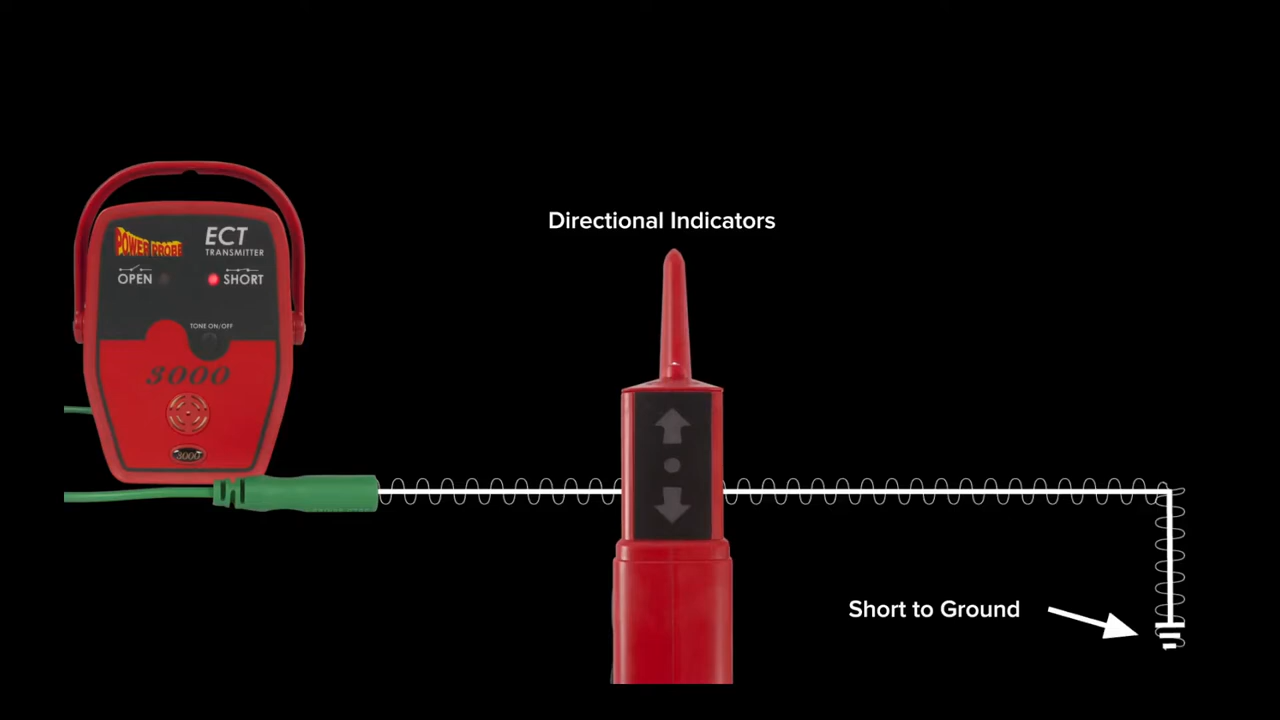 Directional Indicators
POWER PROBE
ECT
TRANSMITTER
OPEN
SHORT
TONE ON/OFF
3000
3000
Short to Ground